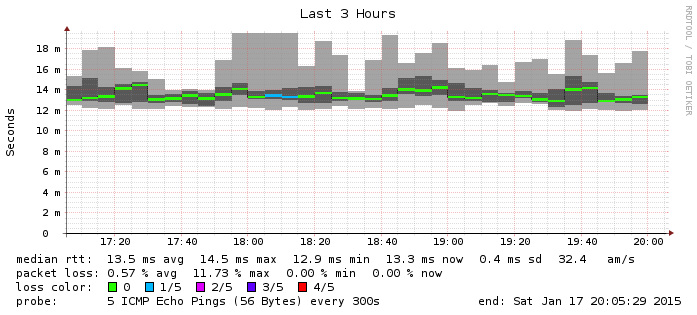 Last 3 Hours
RRDTOOL / TOBI OETIKER
Seconds
18 m
16 m
14 m
12 m
10 m
8 m
6 m
4 m
2 m
0
17:20 17:40 18:00 18:20 18:40 19:00 19:20 19:40 20:00
median rtt: 13.5 ms avg 14.5 ms max 12.9 ms min 13.3 ms now 0.4 ms sd 32.4 am/s
packet loss: 0.57 % avg 11.73 % max 0.00 % min 0.00 % now
loss color: 0 1/5 2/5 3/5 4/5
probe: 5 ICMP Echo Pings (56 Bytes) every 300s end: Sat Jan 17 20:05:29 2015